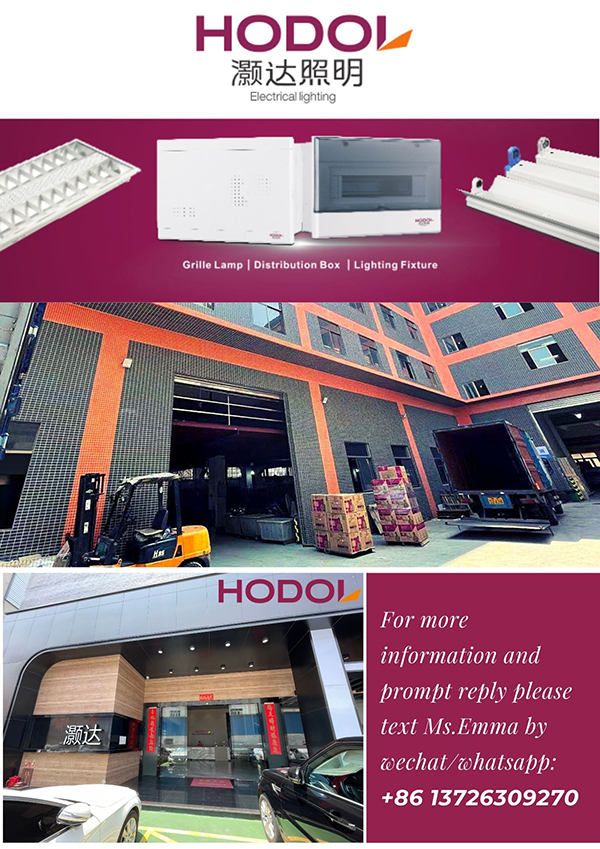 HODOL
灏达照明
Electrical lighting
HODOL
Grille Lamp | Distribution Box | Lighting Fixture
HODOL
灏达
For more
information and
prompt reply please
text Ms.Emma by
wechat/whatsapp:
+86 13726309270